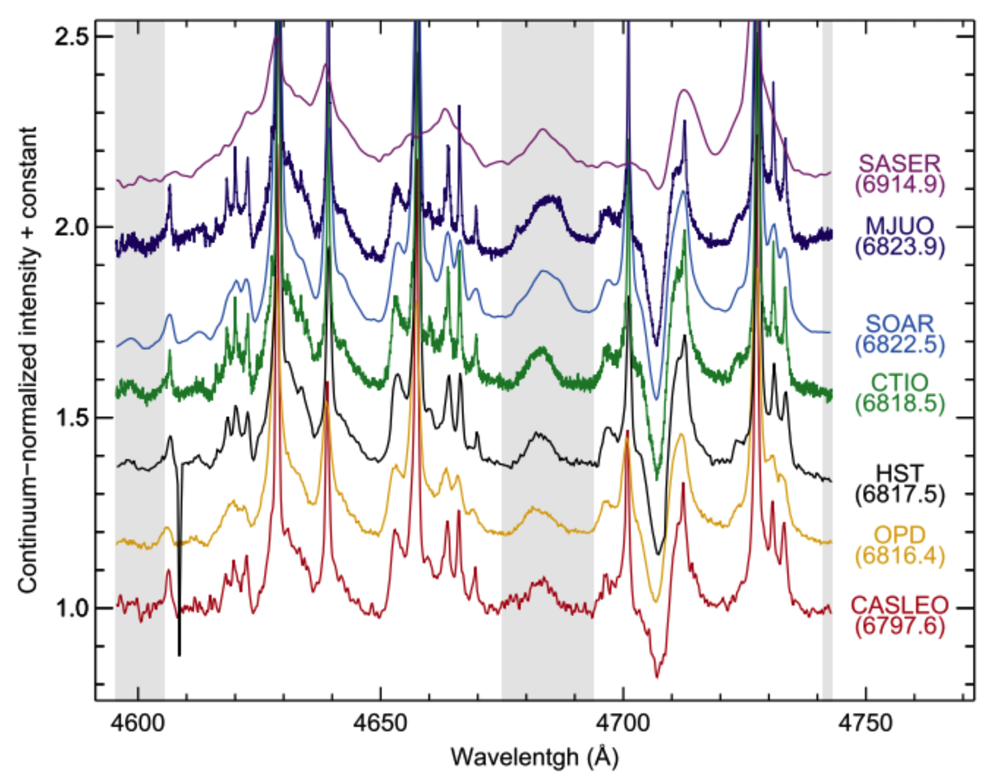 2.5
2.0
1.5
1.0
Continuum-normalized intensity + constant
SASER
(6914.9)
MJUO
(6823.9)
SOAR
(6822.5)
CTIO
(6818.5)
HST
(6817.5)
OPD
(6816.4)
CASLEO
(6797.6)
4600 4650 4700 4750
Wavelentgh (Å)